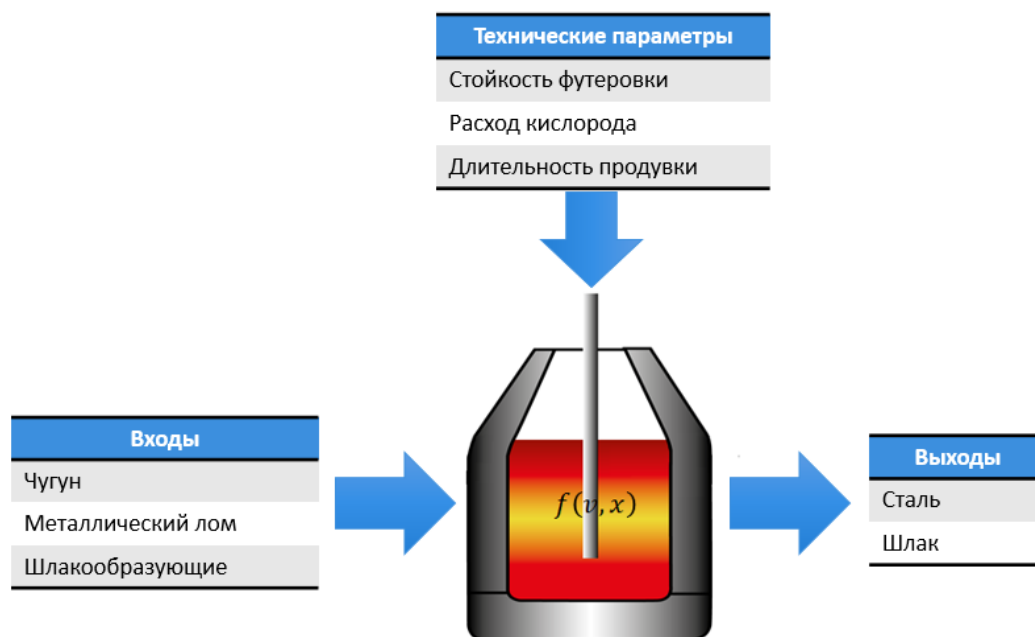 Технические параметры
Стойкость футеровки
Расход кислорода
Длительность продувки
Входы
Чугун
Металлический лом
Шлакообразующие
f(v,x)
Выходы
Сталь
Шлак